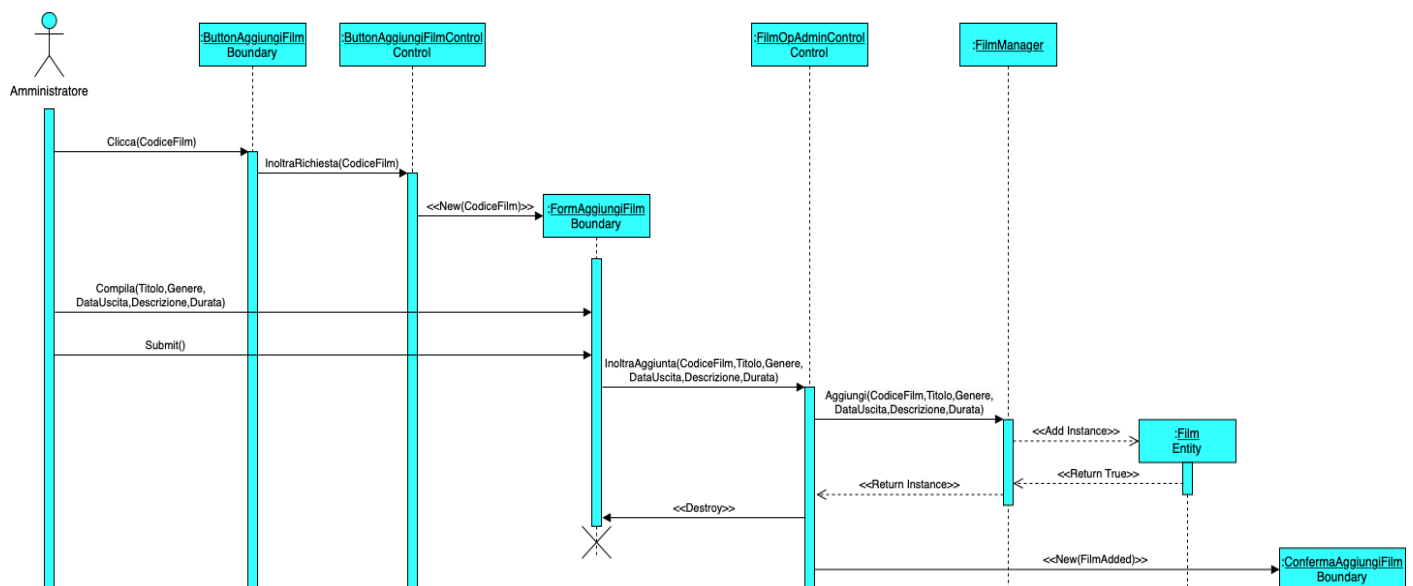 :ButtonAggiungiFilm
Boundary
:ButtonAggiungiFilmControl
Control
:FilmOpAdminControl
Control
:FilmManager
Amministratore
Clicca(CodiceFilm)
InoltraRichiesta(CodiceFilm)
<<New(CodiceFilm)>>
:FormAggiungiFilm
Boundary
Compila(Titolo,Genere,
DataUscita,Descrizione,Durata)
Submit()
InoltraAggiunta(CodiceFilm,Titolo,Genere,
DataUscita,Descrizione,Durata)
Aggiungi(CodiceFilm,Titolo,Genere,
DataUscita,Descrizione,Durata)
<<Add Instance>>
:Film
Entity
<<Return True>>
<<Return Instance>>
<<Destroy>>
<<New(FilmAdded)>>
:ConfermaAggiungiFilm
Boundary